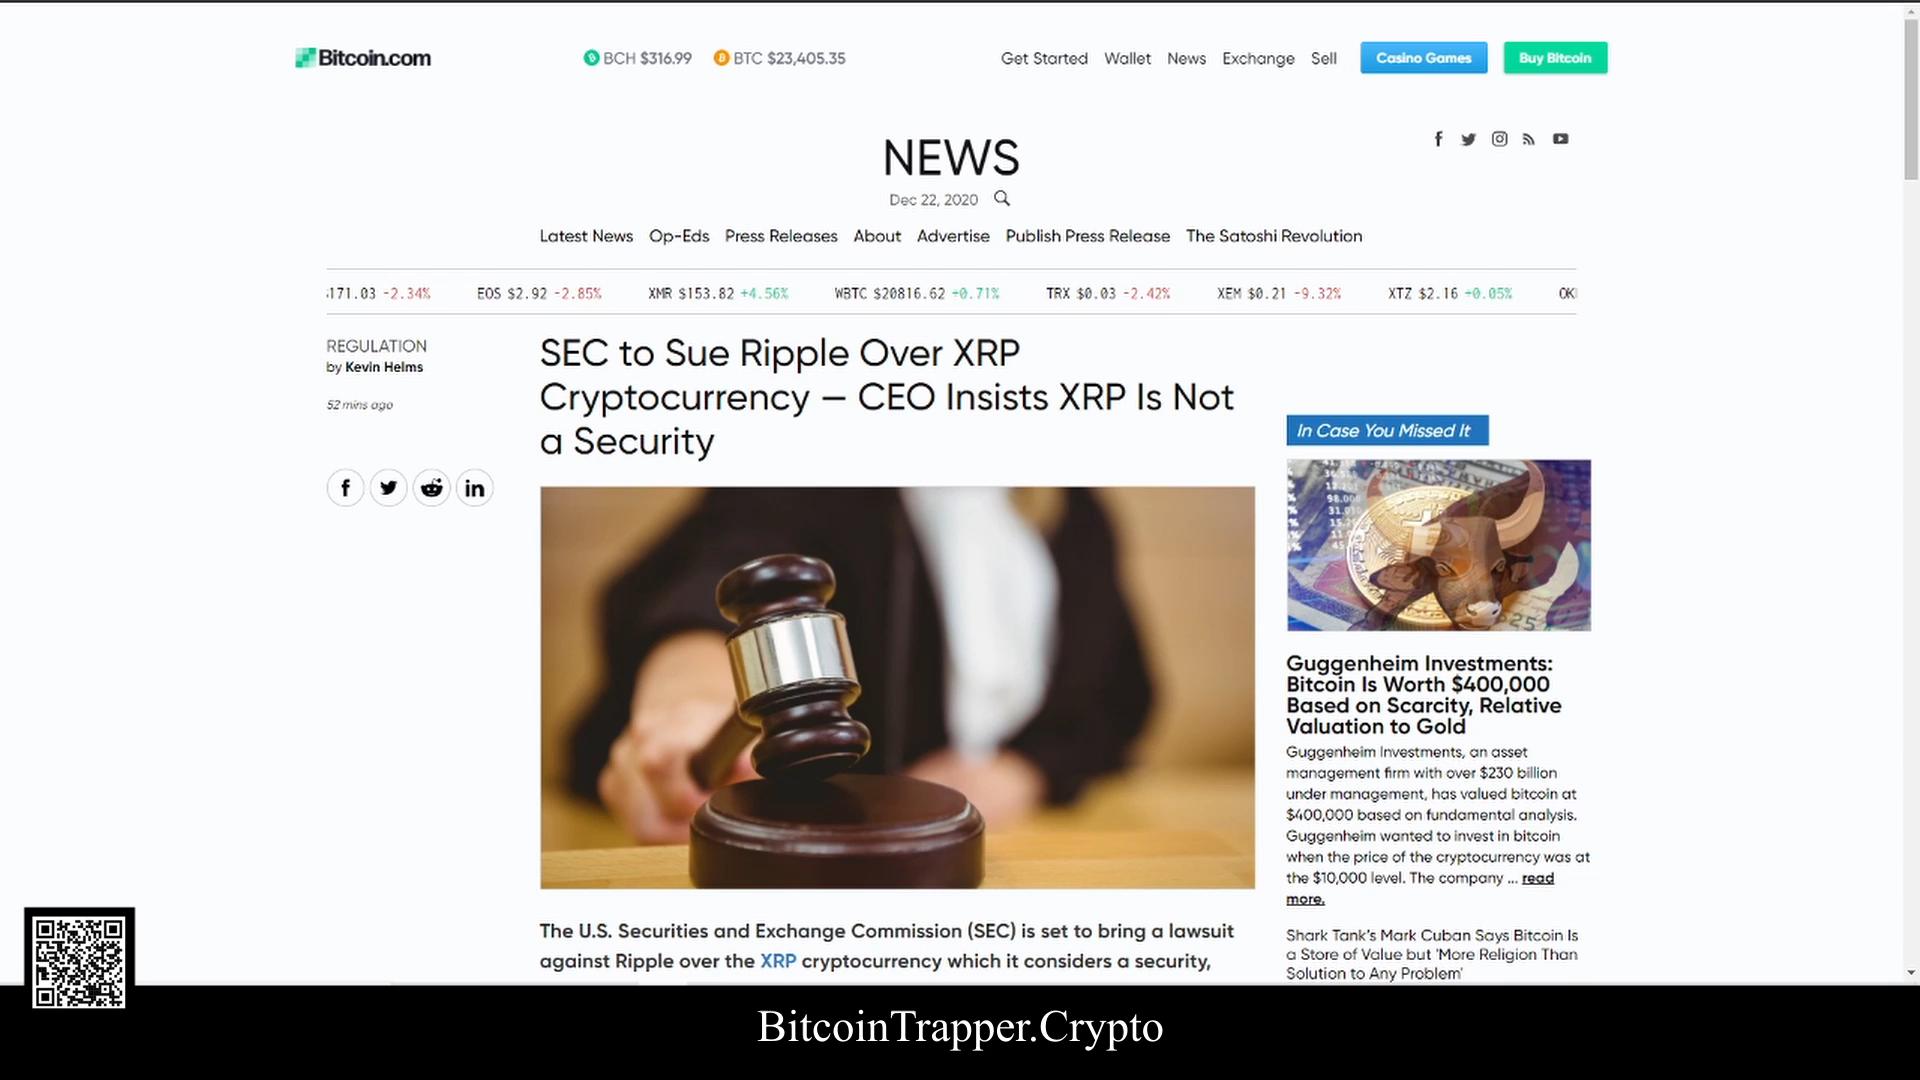 Bitcoin.com
BCH $316.99
BTC $23,405.35
Get Started
Wallet
News
Exchange
Sell
Casino Games
Buy Bitcoin
NEWS
Dec 22, 2020
Latest News
Op-Eds
Press Releases
About
Advertise
Publish Press Release
The Satoshi Revolution
171.03 -2.34%
EOS $2.92 -2.85%
XMR $153.82 +4.56%
WBTC $20816.62 +0.71%
TRX $0.03 -2.42%
XEM $0.21 -9.32%
XTZ $2.16 +0.05%
REGULATION
by Kevin Helms
52 mins ago
SEC to Sue Ripple Over XRP
Cryptocurrency — CEO Insists XRP Is Not
a Security
The U.S. Securities and Exchange Commission (SEC) is set to bring a lawsuit
against Ripple over the XRP cryptocurrency which it considers a security,
In Case You Missed It
Guggenheim Investments:
Bitcoin Is Worth $400,000
Based on Scarcity, Relative
Valuation to Gold
Guggenheim Investments, an asset
management firm with over $230 billion
under management, has valued bitcoin at
$400,000 based on fundamental analysis.
Guggenheim wanted to invest in bitcoin
when the price of the cryptocurrency was at
the $10,000 level. The company ... read
more.
Shark Tank's Mark Cuban Says Bitcoin Is
a Store of Value but 'More Religion Than
Solution to Any Problem'
BitcoinTrapper.Crypto